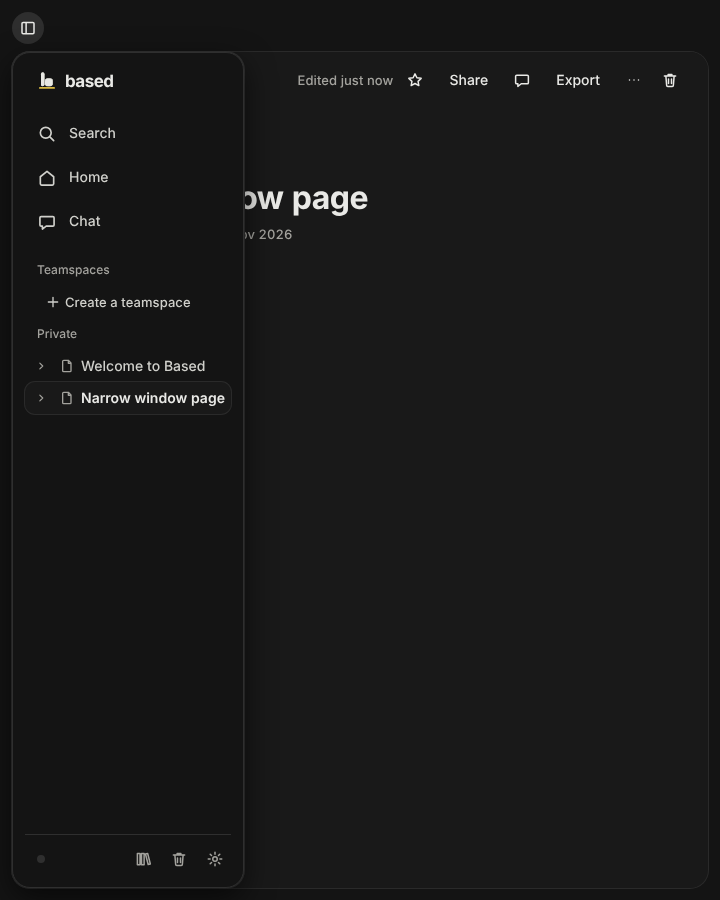 based
Edited just now
Share
Export
Search
Home
Chat
ow page
v 2026
Teamspaces
+ Create a teamspace
Private
Welcome to Based
Narrow window page